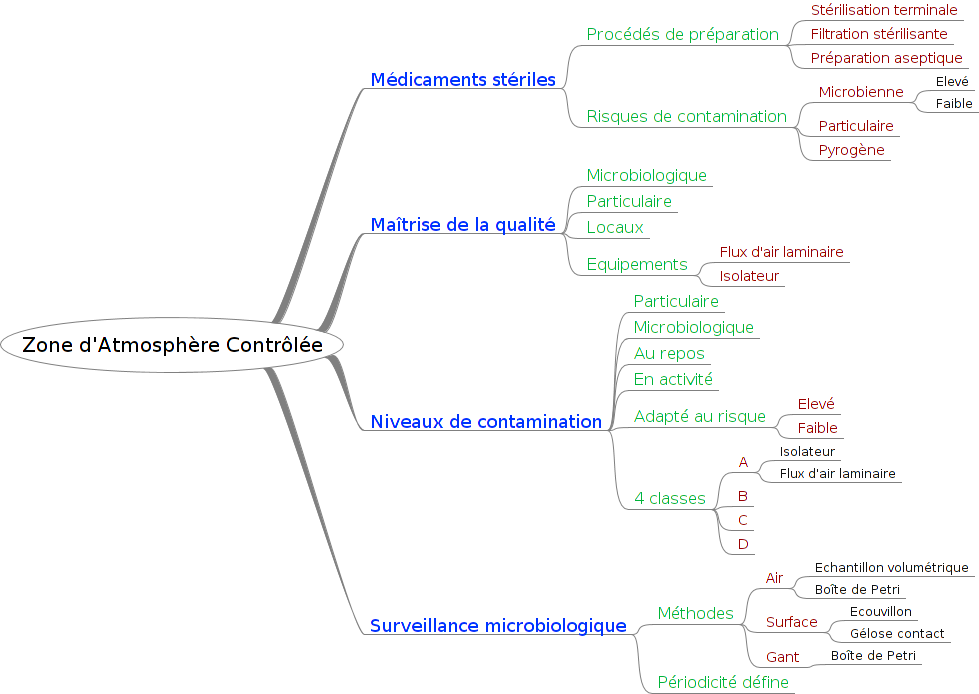 Zone d'Atmosphère Contrôlée
Médicaments stériles
Procédés de préparation
Stérilisation terminale
Filtration stérilisante
Préparation aseptique
Risques de contamination
Microbienne
Elevé
Faible
Particulaire
Pyrogène
Maîtrise de la qualité
Microbiologique
Particulaire
Locaux
Equipements
Flux d'air laminaire
Isolateur
Niveaux de contamination
Particulaire
Microbiologique
Au repos
En activité
Adapté au risque
Elevé
Faible
4 classes
A
Isolateur
Flux d'air laminaire
B
C
D
Surveillance microbiologique
Méthodes
Air
Echantillon volumétrique
Boîte de Petri
Surface
Ecouvillon
Gélose contact
Gant
Boîte de Petri
Périodicité défine